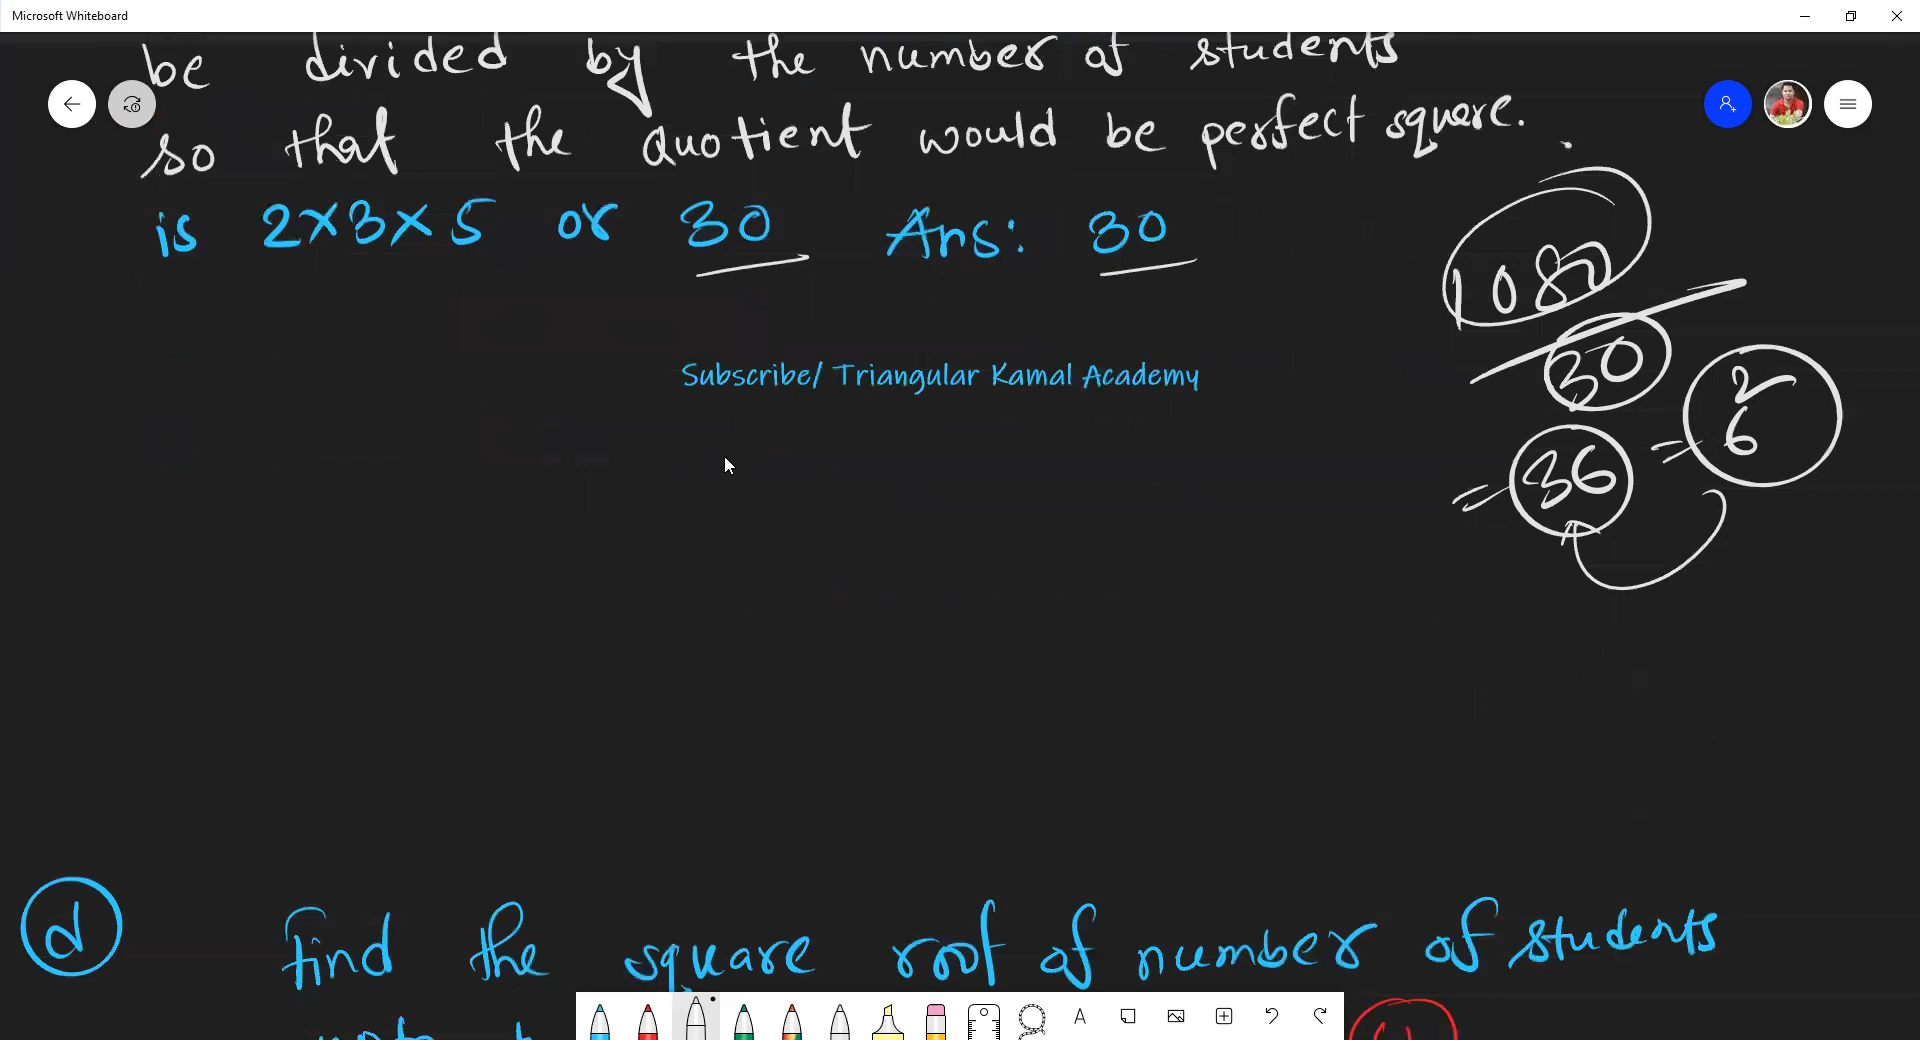 Microsoft Whiteboard
be divided by the number of students
so that the quotient would be perfect square.
is 2×3×5 or 30 Ans: 30
1080
30
= 36 = 6²
Subscribe/ Triangular Kamal Academy
d find the square root of number of students
A